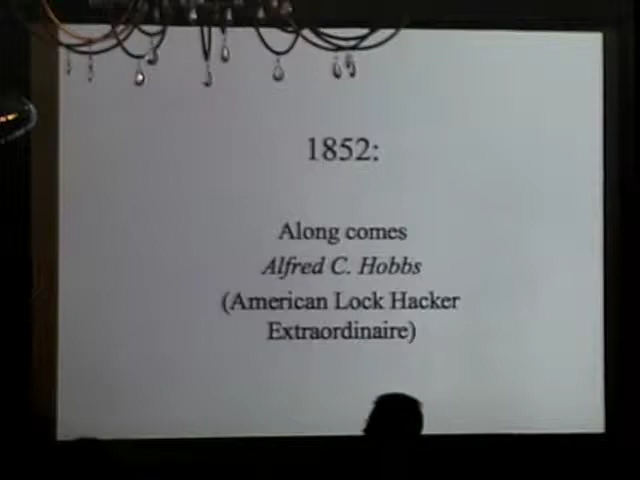 1852:
Along comes
Alfred C. Hobbs
(American Lock Hacker
Extraordinaire)